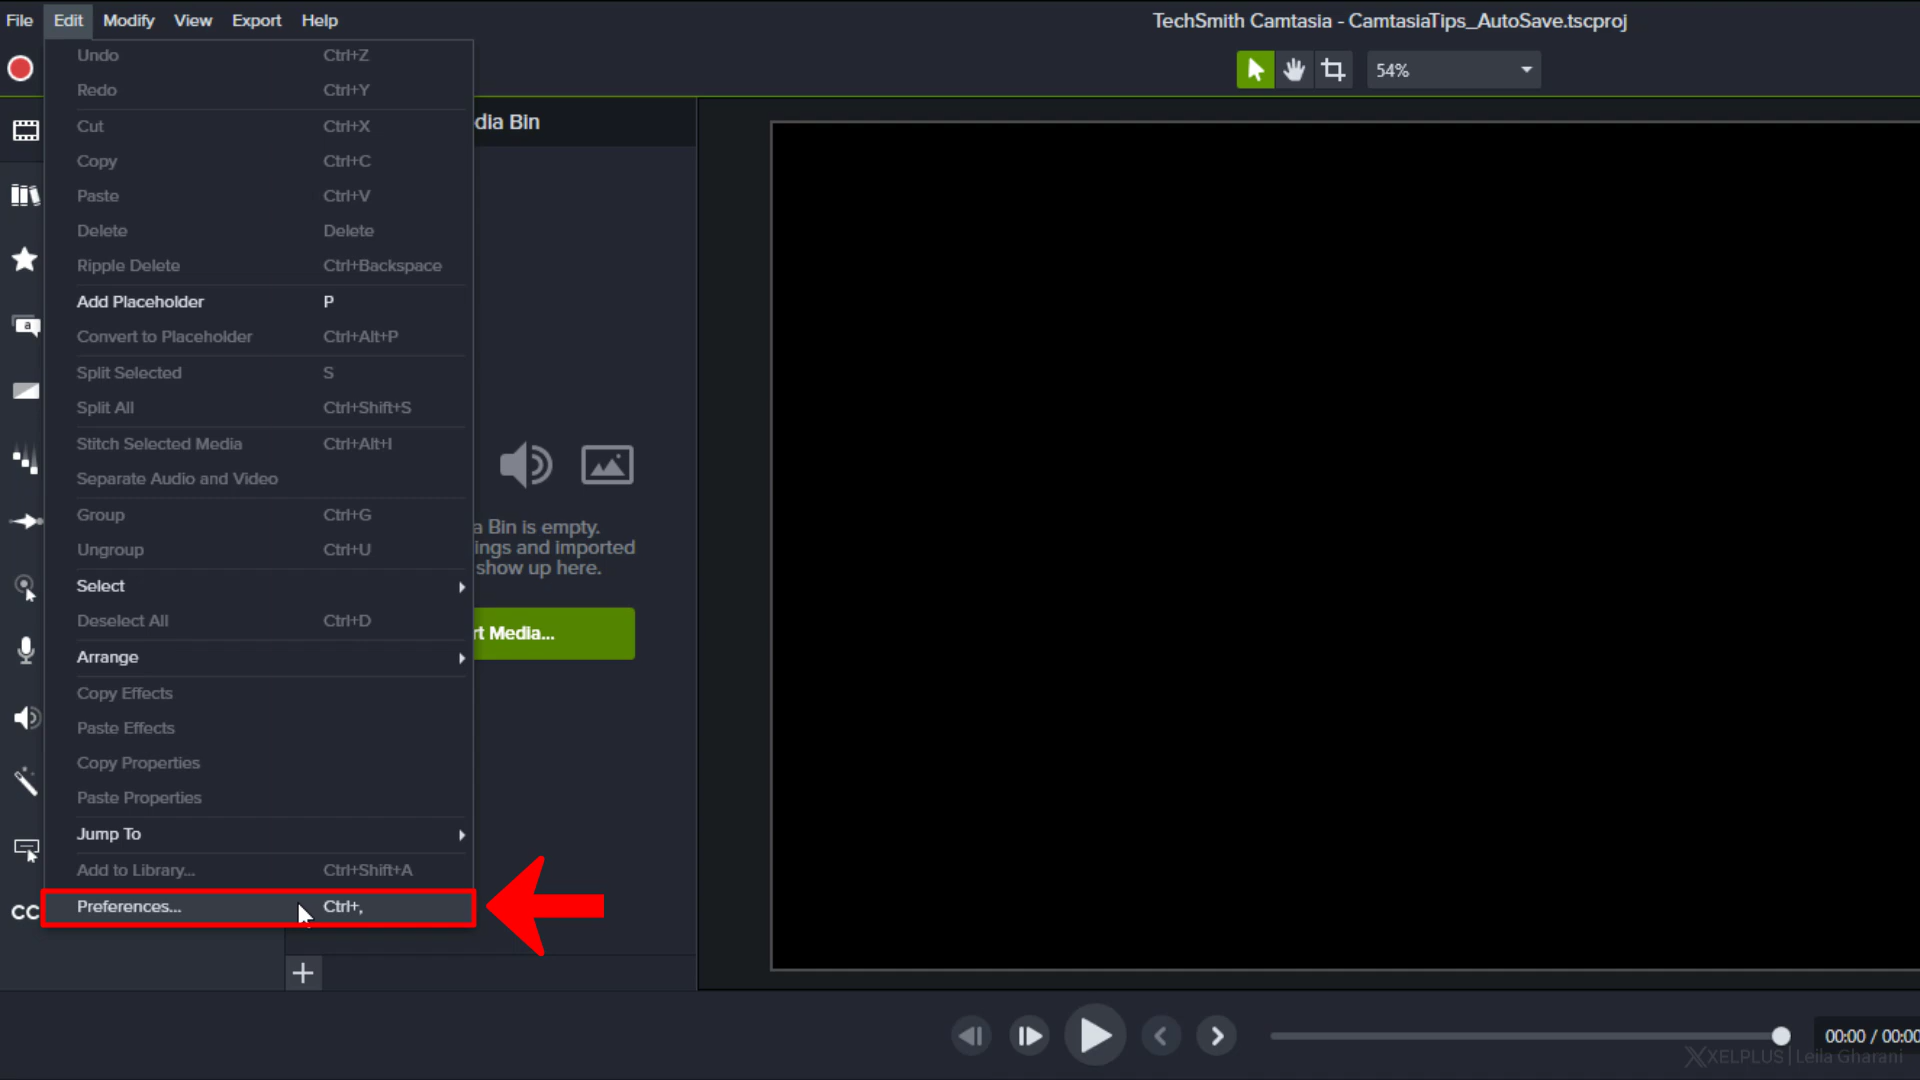 File Edit Modify View Export Help
TechSmith Camtasia - CamtasiaTips_AutoSave.tscproj
54%
Undo Ctrl+Z
Redo Ctrl+Y
Cut Ctrl+X
Copy Ctrl+C
Paste Ctrl+V
Delete Delete
Ripple Delete Ctrl+Backspace
Add Placeholder P
Convert to Placeholder Ctrl+Alt+P
Split Selected S
Split All Ctrl+Shift+S
Stitch Selected Media Ctrl+Alt+I
Separate Audio and Video
Group Ctrl+G
Ungroup Ctrl+U
Select
Deselect All Ctrl+D
Arrange
Copy Effects
Paste Effects
Copy Properties
Paste Properties
Jump To
Add to Library... Ctrl+Shift+A
Preferences... Ctrl+,
a
CC
dia Bin
a Bin is empty.
ings and imported
show up here.
rt Media...
00:00 / 00:00
XELPLUS | Leila Gharani